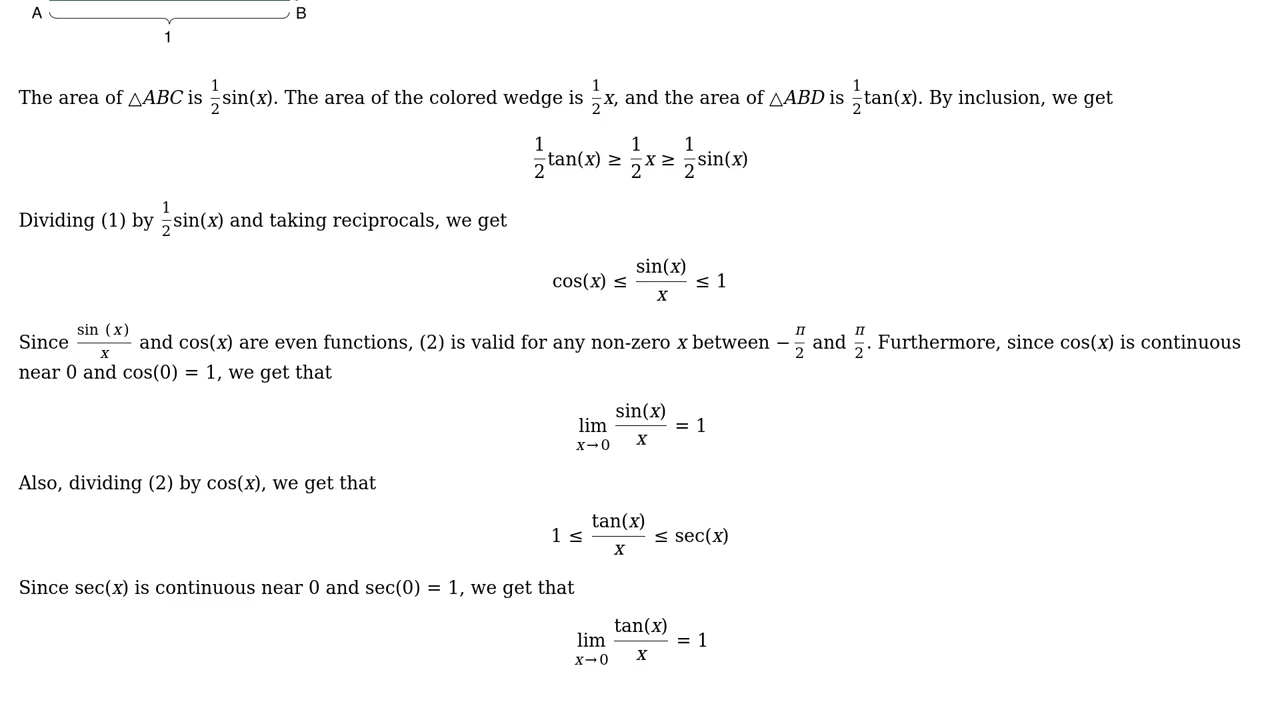 A B
1
The area of △ABC is 1/2 sin(x). The area of the colored wedge is 1/2 x, and the area of △ABD is 1/2 tan(x). By inclusion, we get
1/2 tan(x) ≥ 1/2 x ≥ 1/2 sin(x)
Dividing (1) by 1/2 sin(x) and taking reciprocals, we get
cos(x) ≤ sin(x)/x ≤ 1
Since sin (x)/x and cos(x) are even functions, (2) is valid for any non-zero x between −π/2 and π/2. Furthermore, since cos(x) is continuous
near 0 and cos(0) = 1, we get that
lim x→0 sin(x)/x = 1
Also, dividing (2) by cos(x), we get that
1 ≤ tan(x)/x ≤ sec(x)
Since sec(x) is continuous near 0 and sec(0) = 1, we get that
lim x→0 tan(x)/x = 1